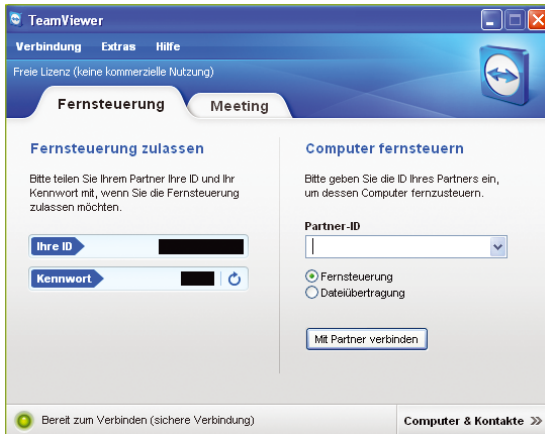 TeamViewer
Verbindung Extras Hilfe
Freie Lizenz (keine kommerzielle Nutzung)
Fernsteuerung Meeting
Fernsteuerung zulassen
Bitte teilen Sie Ihrem Partner Ihre ID und Ihr
Kennwort mit, wenn Sie die Fernsteuerung
zulassen möchten.
Ihre ID
Kennwort
Computer fernsteuern
Bitte geben Sie die ID Ihres Partners ein,
um dessen Computer fernzusteuern.
Partner-ID
Fernsteuerung
Dateiübertragung
Mit Partner verbinden
Bereit zum Verbinden (sichere Verbindung)
Computer & Kontakte >>